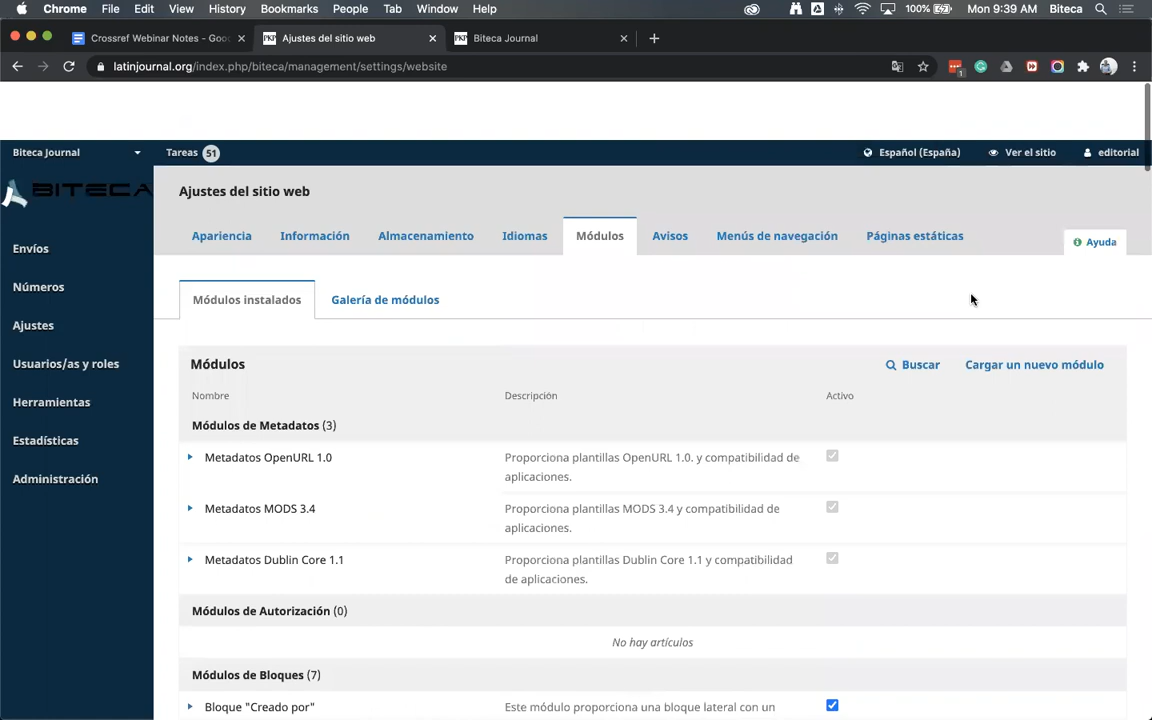 Chrome File Edit View History Bookmarks People Tab Window Help 100% Mon 9:39 AM Biteca
Crossref Webinar Notes - Goo Ajustes del sitio web Biteca Journal
latinjournal.org/index.php/biteca/management/settings/website
1
Biteca Journal Tareas 51 Español (España) Ver el sitio editorial
BITECA
Ajustes del sitio web
Apariencia Información Almacenamiento Idiomas Módulos Avisos Menús de navegación Páginas estáticas Ayuda
Envíos
Números
Ajustes
Usuarios/as y roles
Herramientas
Estadísticas
Administración
Módulos instalados Galería de módulos
Módulos Buscar Cargar un nuevo módulo
Nombre Descripción Activo
Módulos de Metadatos (3)
Metadatos OpenURL 1.0 Proporciona plantillas OpenURL 1.0. y compatibilidad de
aplicaciones.
Metadatos MODS 3.4 Proporciona plantillas MODS 3.4 y compatibilidad de
aplicaciones.
Metadatos Dublin Core 1.1 Proporciona plantillas Dublin Core 1.1 y compatibilidad
de aplicaciones.
Módulos de Autorización (0)
No hay artículos
Módulos de Bloques (7)
Bloque "Creado por" Este módulo proporciona una bloque lateral con un